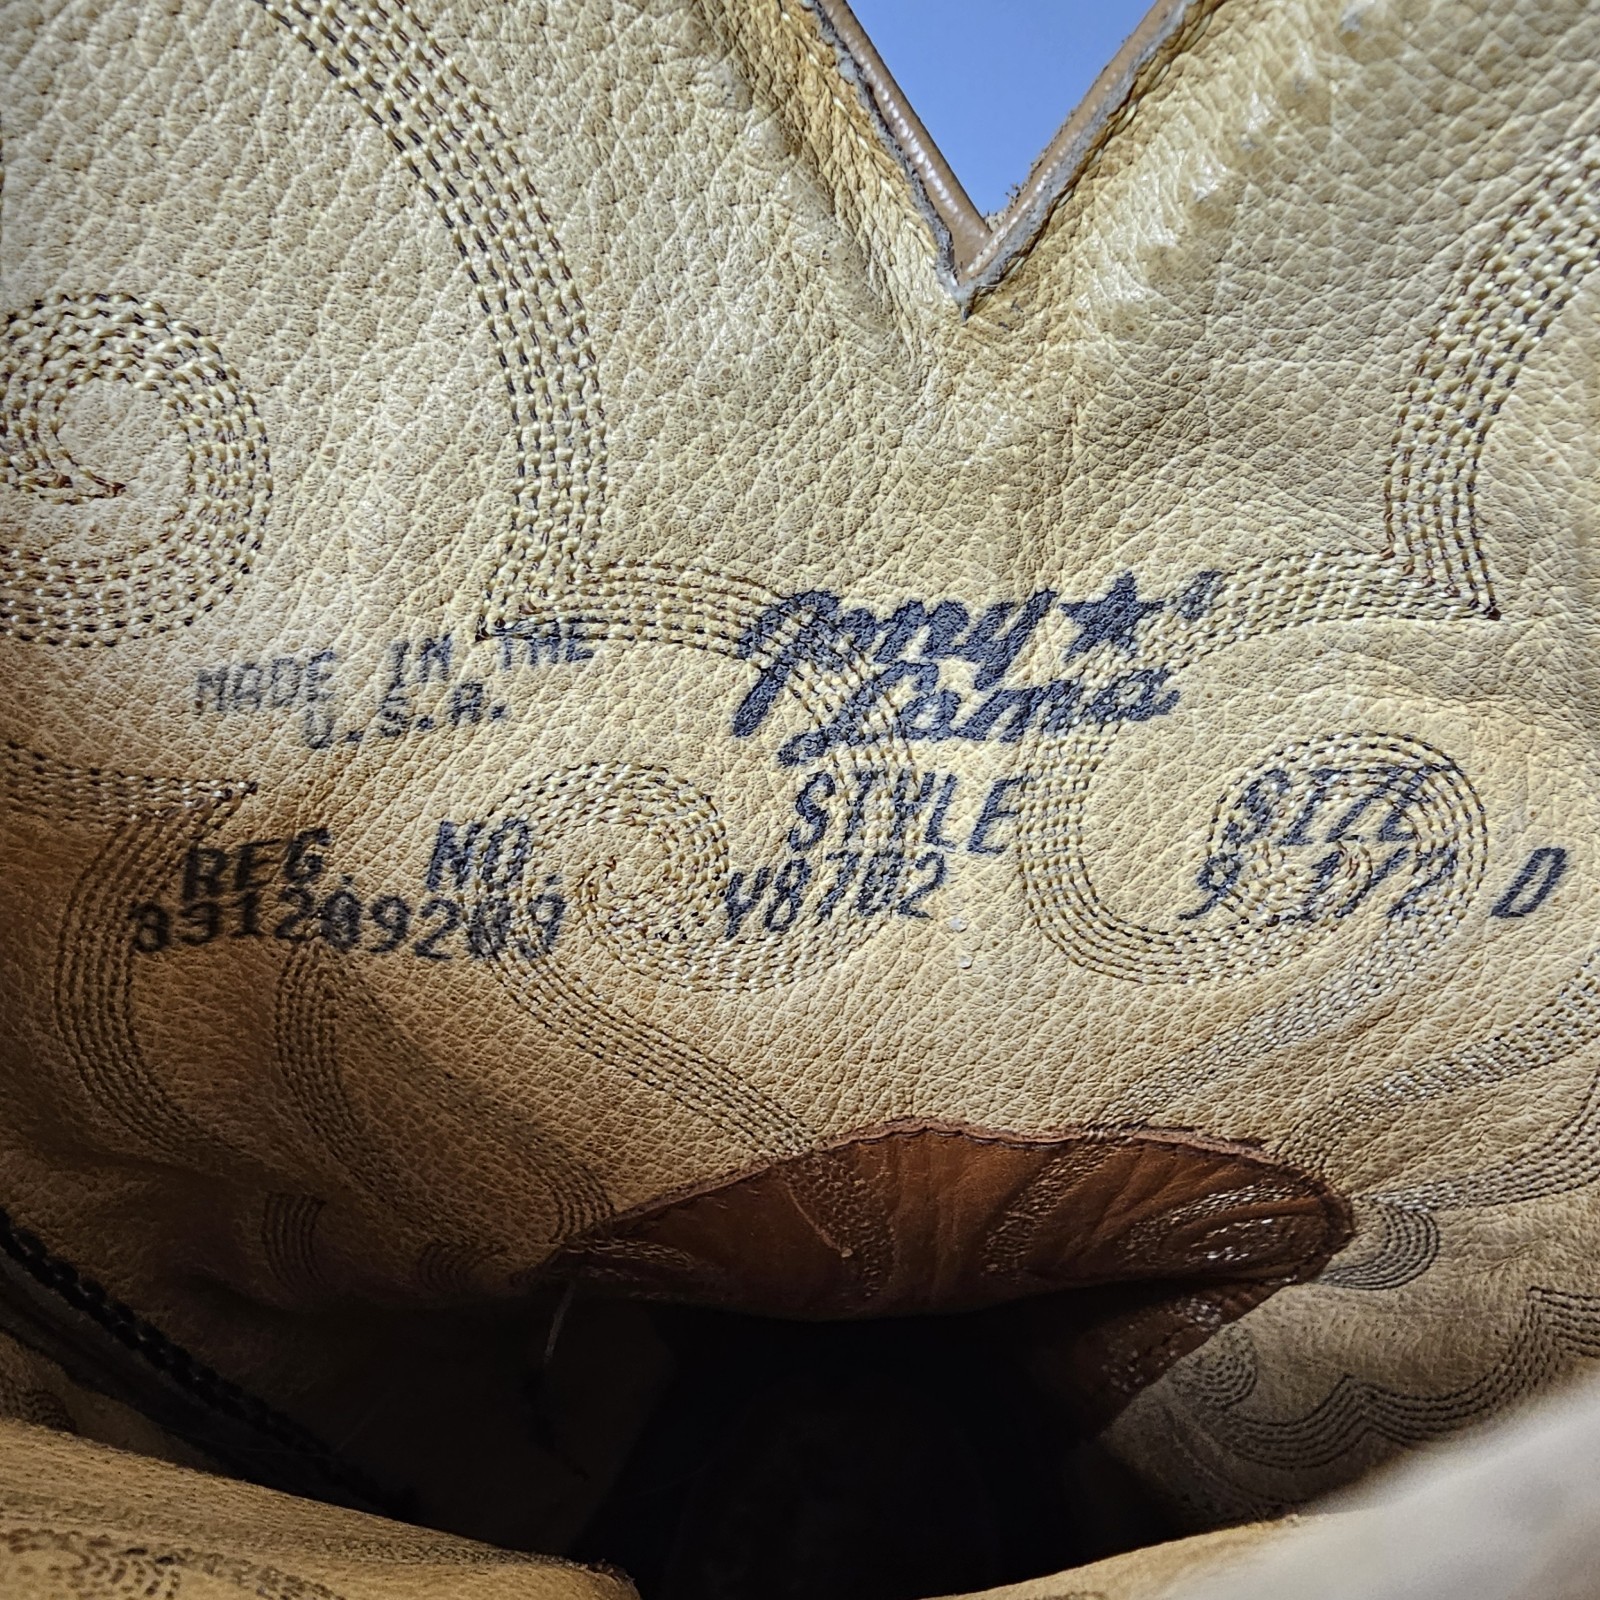 MADE IN THE
U.S.A.
Tony★
Lama
STYLE
SIZE
9 1/2 D
REG. NO.